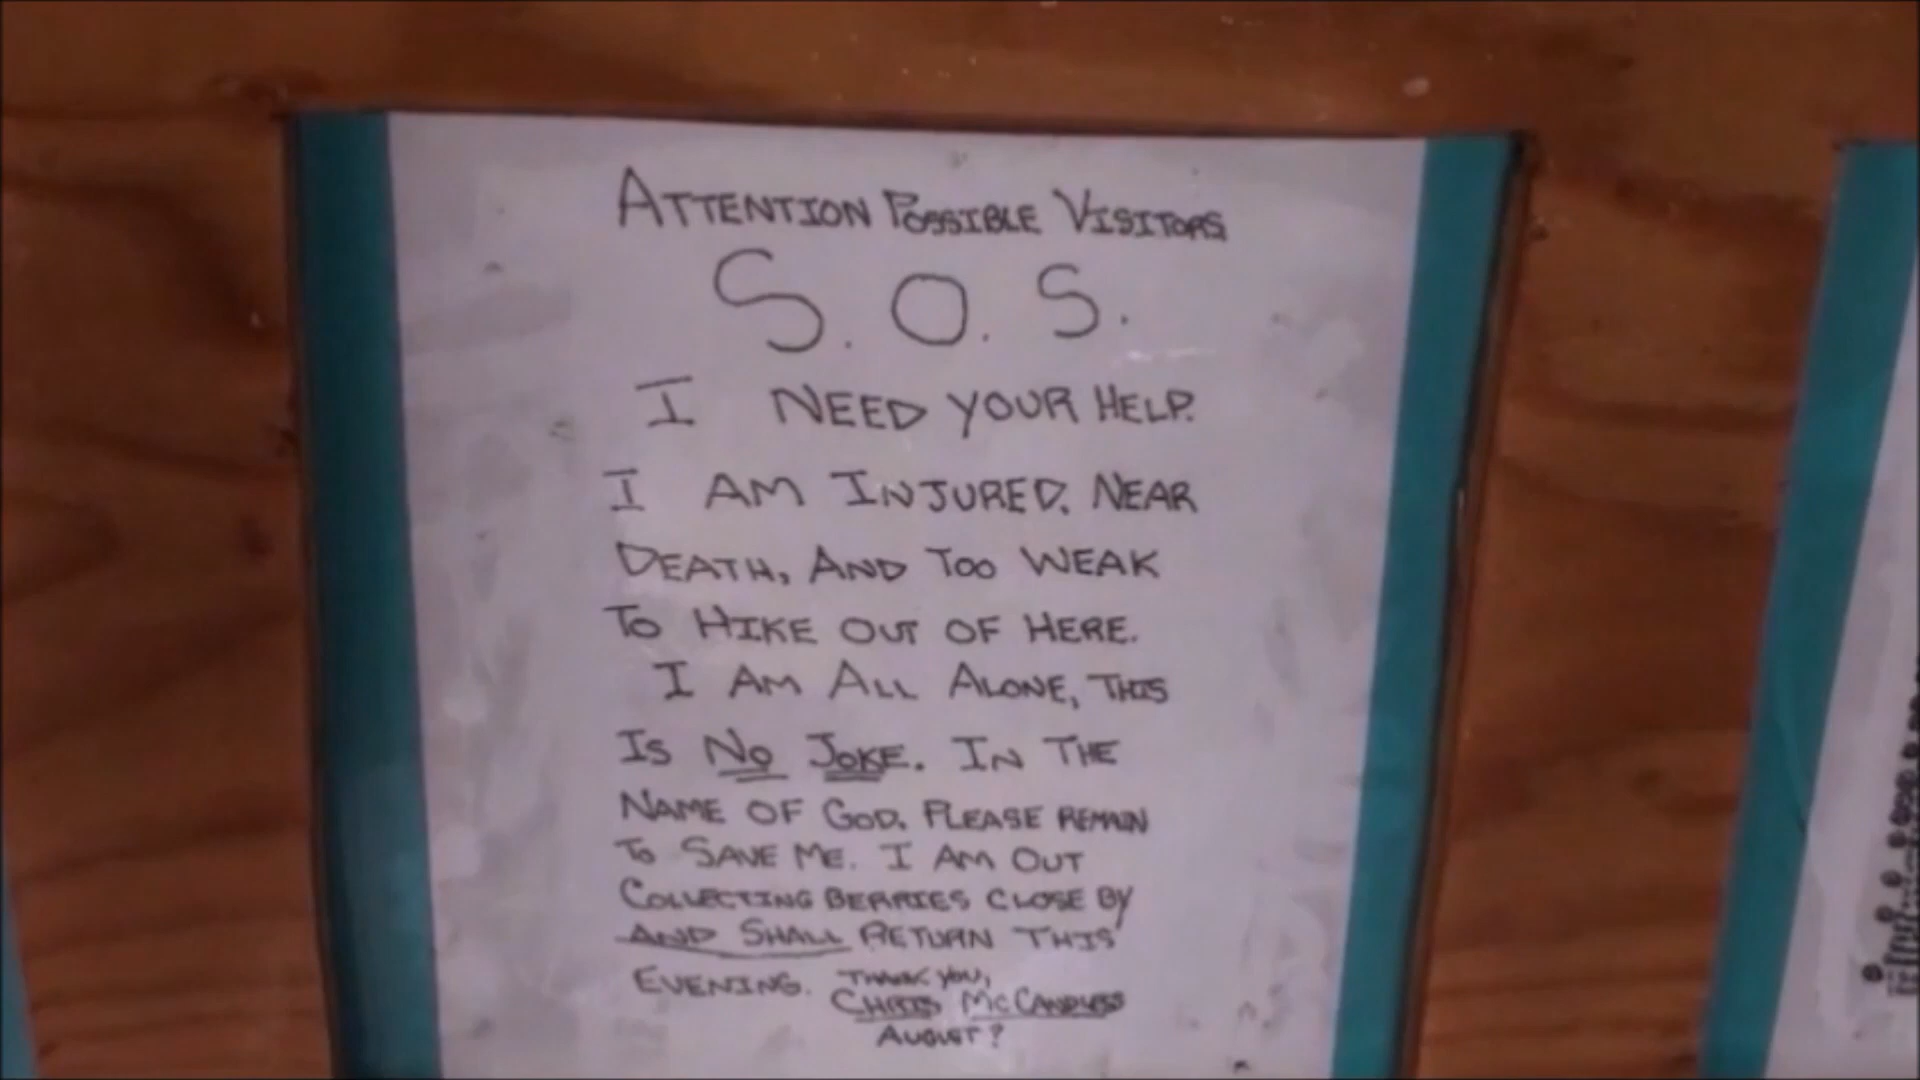 ATTENTION POSSIBLE VISITORS
S. O. S.
I NEED YOUR HELP.
I AM INJURED, NEAR
DEATH, AND TOO WEAK
TO HIKE OUT OF HERE.
I AM ALL ALONE, THIS
IS NO JOKE. IN THE
NAME OF GOD, PLEASE REMAIN
TO SAVE ME. I AM OUT
COLLECTING BERRIES CLOSE BY
AND SHALL RETURN THIS
EVENING. THANK YOU,
CHRIS MCCANDLESS
AUGUST?